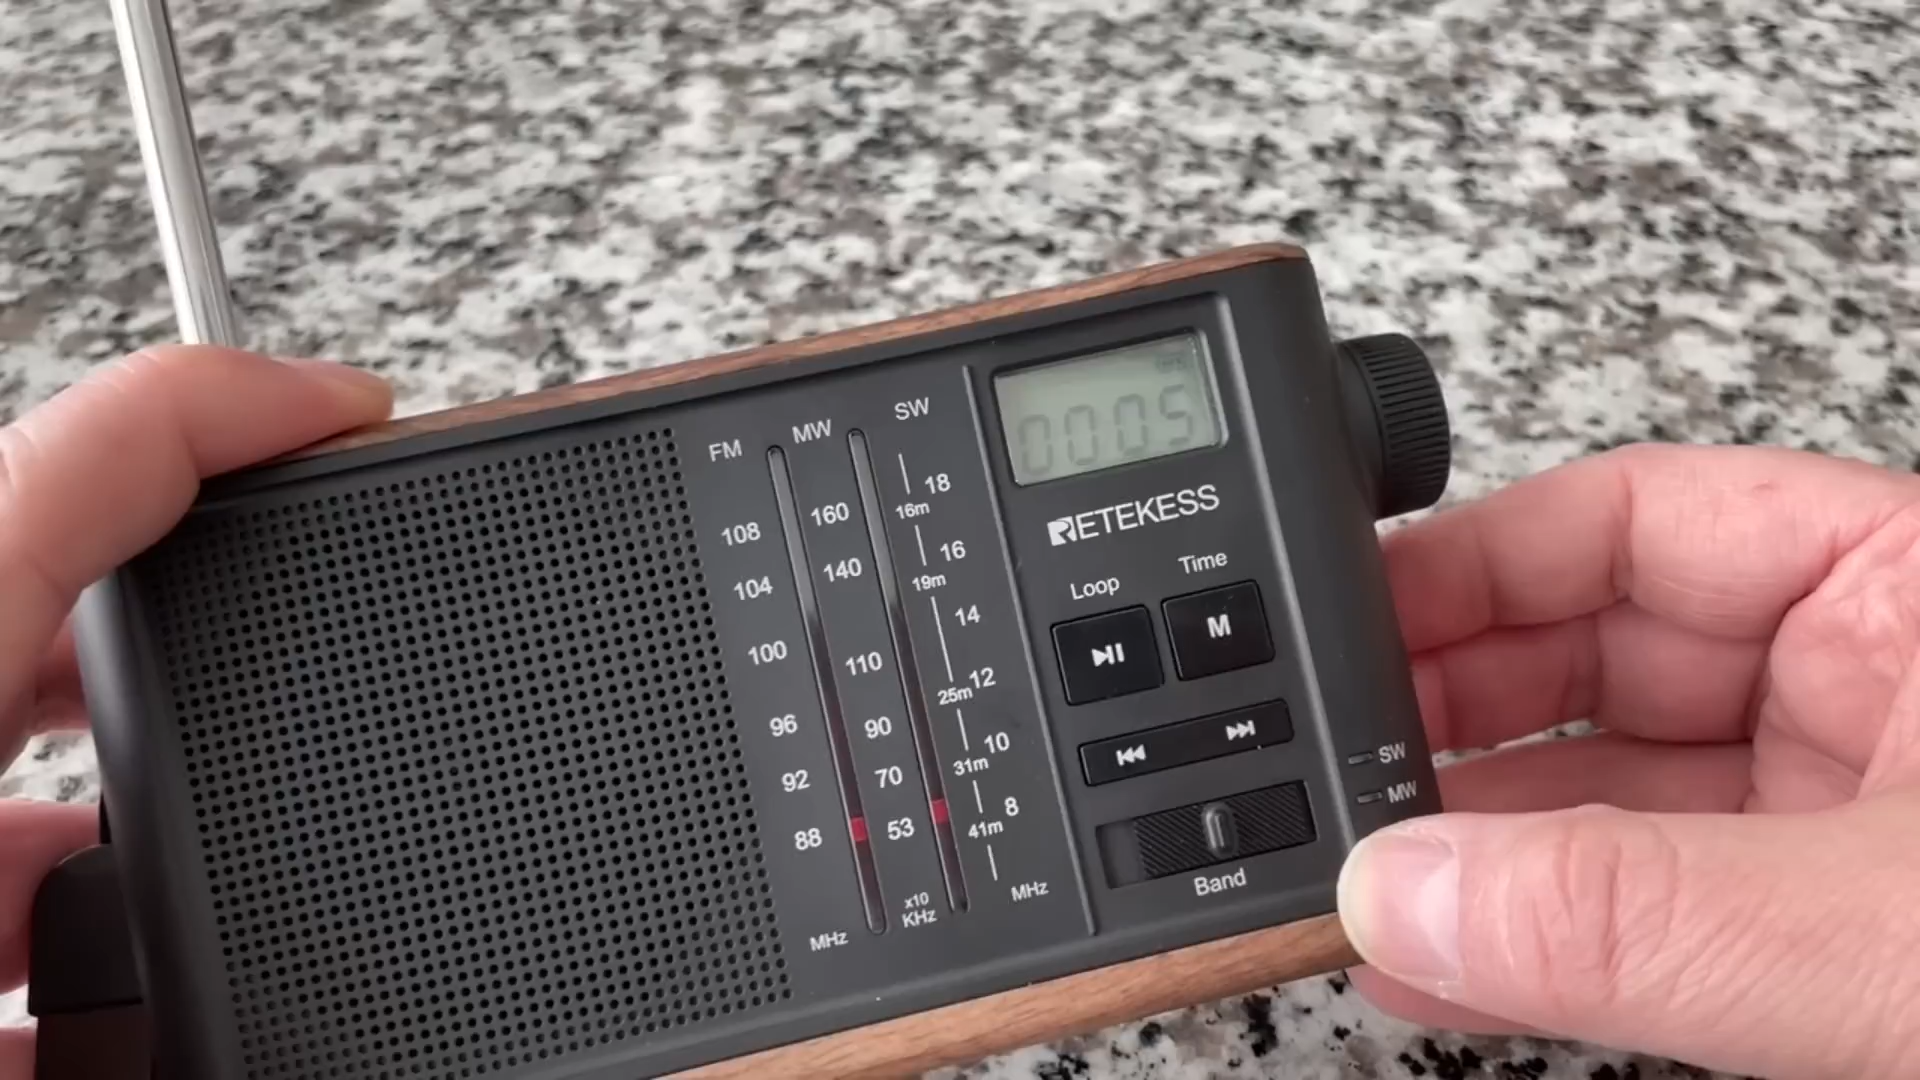 FM MW SW
108 160 18
16m
104 140 16
19m
14
100 110 12
25m
96 90 10
31m
92 70 8
41m
88 53
MHz x10 KHz MHz
0005
RETEKESS
Loop Time
M
Band
SW
MW